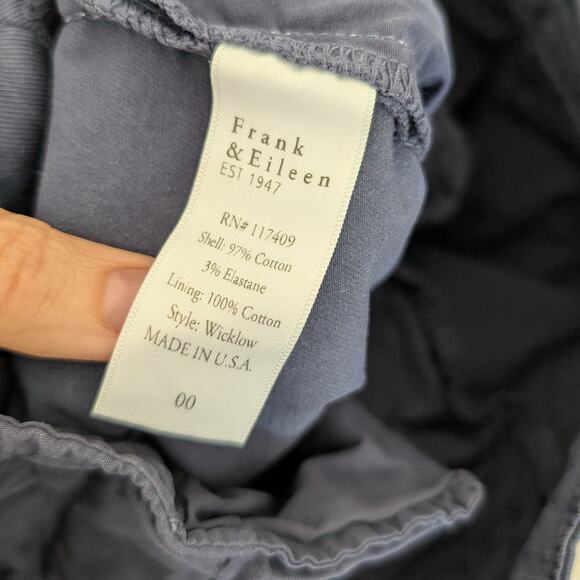 Frank
& Eileen
EST 1947
RN# 117409
Shell: 97% Cotton
3% Elastane
Lining: 100% Cotton
Style: Wicklow
MADE IN U.S.A.
00